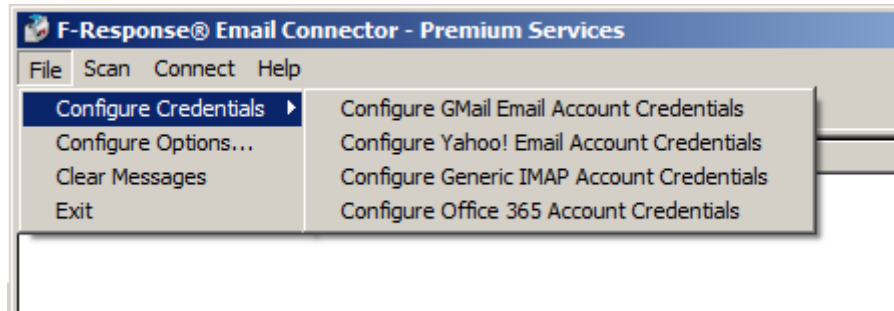 F-Response® Email Connector - Premium Services
File Scan Connect Help
Configure Credentials
Configure Options...
Clear Messages
Exit
Configure GMail Email Account Credentials
Configure Yahoo! Email Account Credentials
Configure Generic IMAP Account Credentials
Configure Office 365 Account Credentials